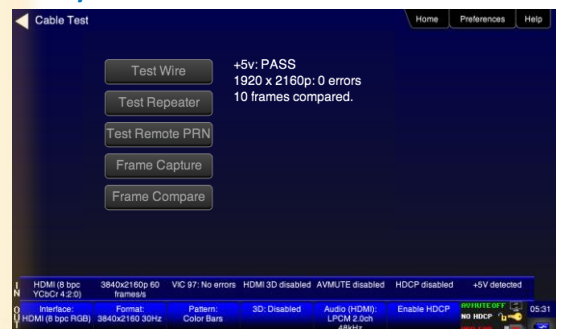 Cable Test
Home Preferences Help
Test Wire
Test Repeater
Test Remote PRN
Frame Capture
Frame Compare
+5v: PASS
1920 x 2160p: 0 errors
10 frames compared.
IN
HDMI (8 bpc YCbCr 4:2:0)
3840x2160p 60 frames/s
VIC 97: No errors
HDMI 3D disabled
AVMUTE disabled
HDCP disabled
+5V detected
Interface: HDMI (8 bpc RGB)
Format: 3840x2160 30Hz
Pattern: Color Bars
3D: Disabled
Audio (HDMI): LPCM 2.0ch 48kHz
Enable HDCP
AVMUTEOFF
NO HDCP
05:31